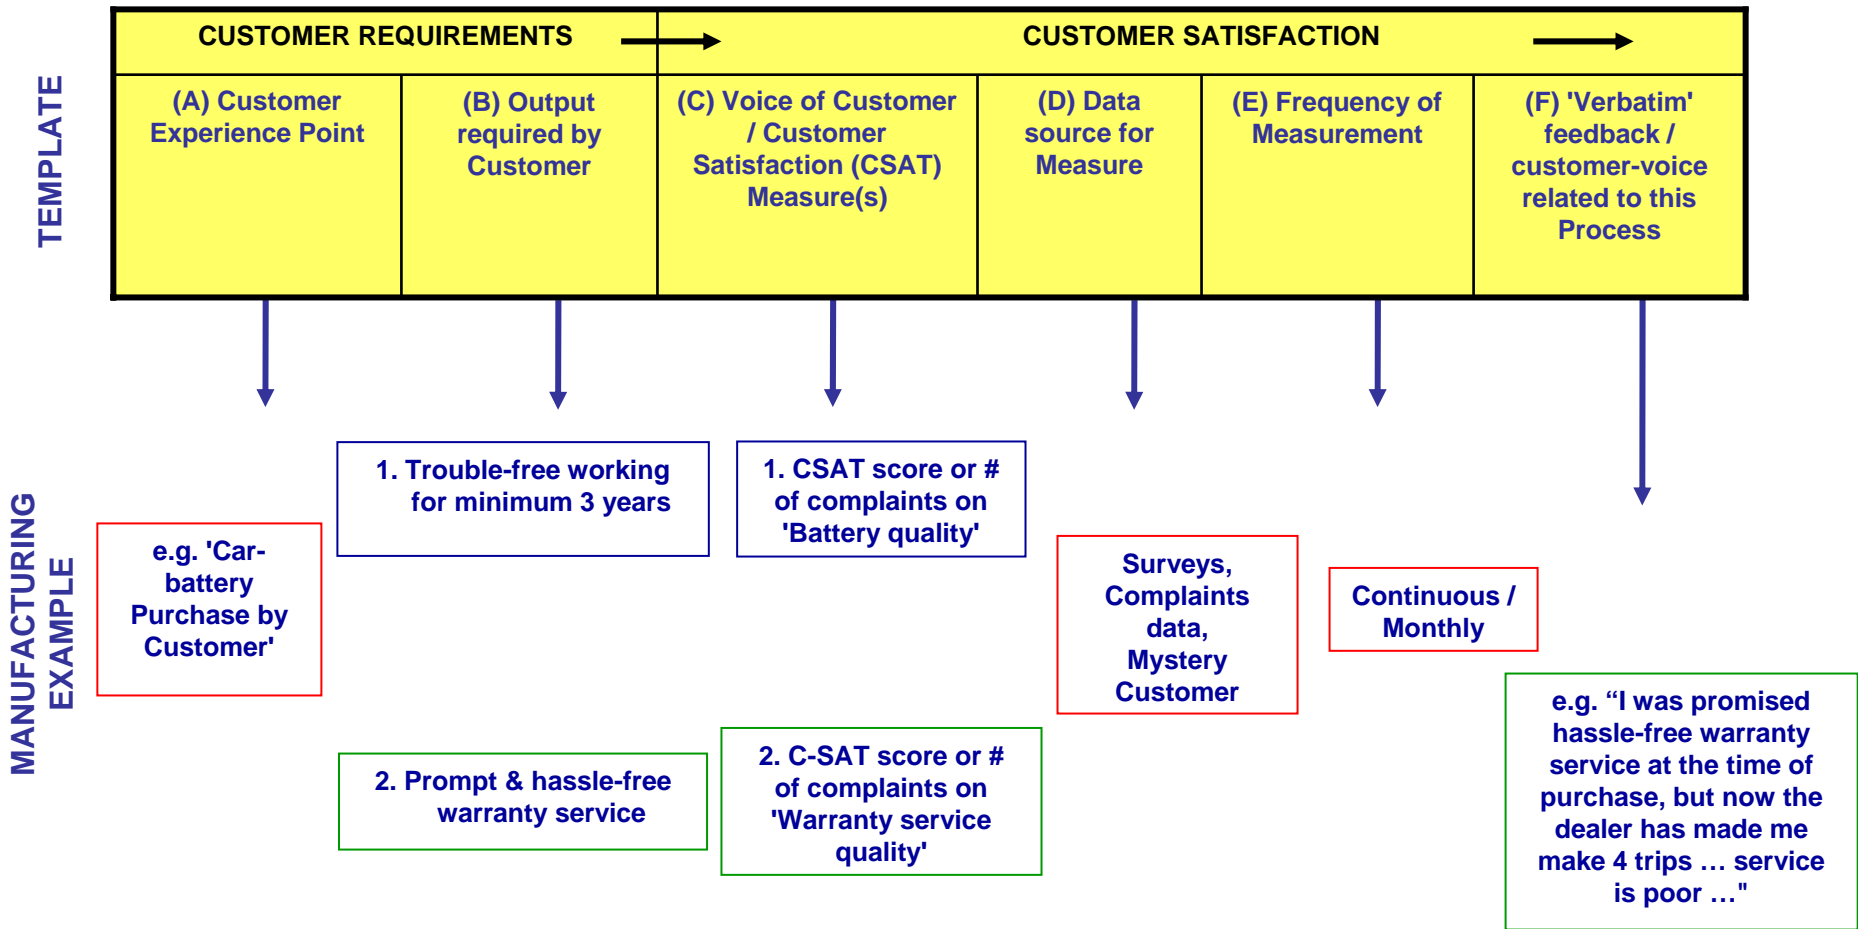 CUSTOMER REQUIREMENTS
CUSTOMER SATISFACTION
TEMPLATE
(A) Customer
Experience Point
(B) Output
required by
Customer
(C) Voice of Customer
/ Customer
Satisfaction (CSAT)
Measure(s)
(D) Data
source for
Measure
(E) Frequency of
Measurement
(F) 'Verbatim'
feedback /
customer-voice
related to this
Process
MANUFACTURING
EXAMPLE
e.g. 'Car-
battery
Purchase by
Customer'
1. Trouble-free working
for minimum 3 years
2. Prompt & hassle-free
warranty service
1. CSAT score or #
of complaints on
'Battery quality'
2. C-SAT score or #
of complaints on
'Warranty service
quality'
Surveys,
Complaints
data,
Mystery
Customer
Continuous /
Monthly
e.g. “I was promised
hassle-free warranty
service at the time of
purchase, but now the
dealer has made me
make 4 trips … service
is poor …"